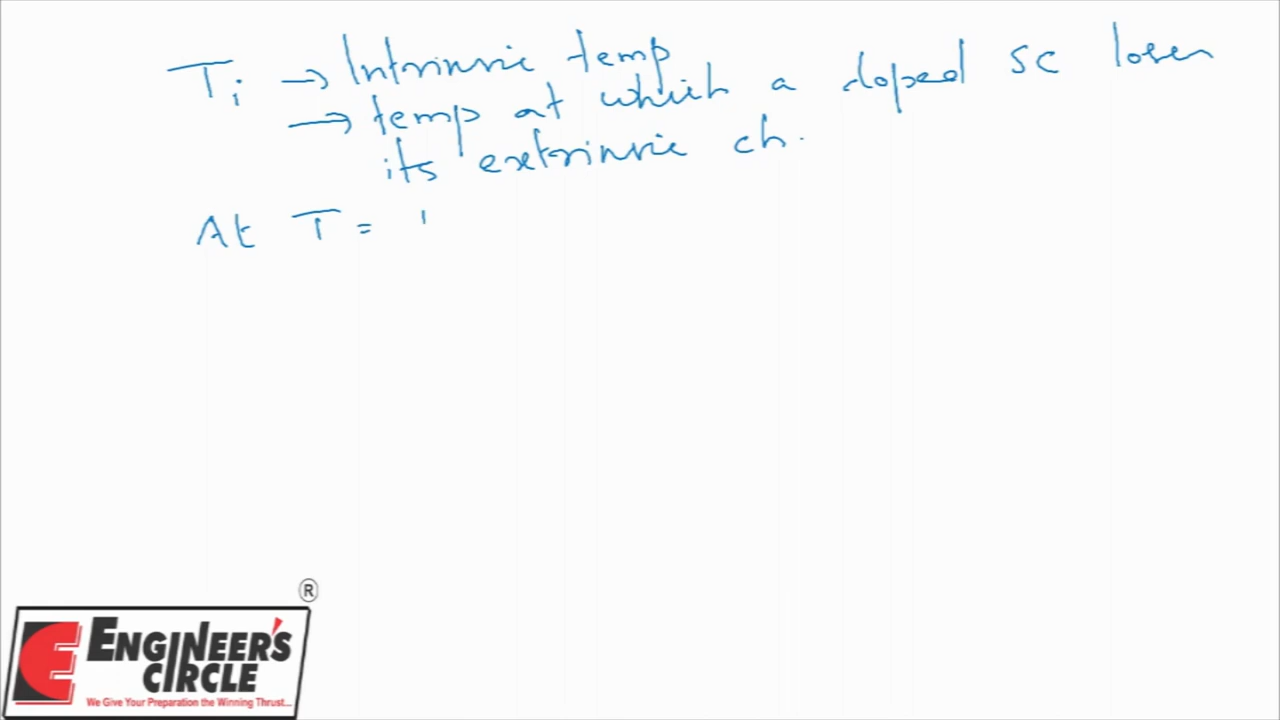 Ti → Intrinsic temp
→ temp at which a doped SC loses
its extrinsic ch.
At T =
®
ENGINEER'S
CIRCLE
We Give Your Preparation the Winning Thrust...